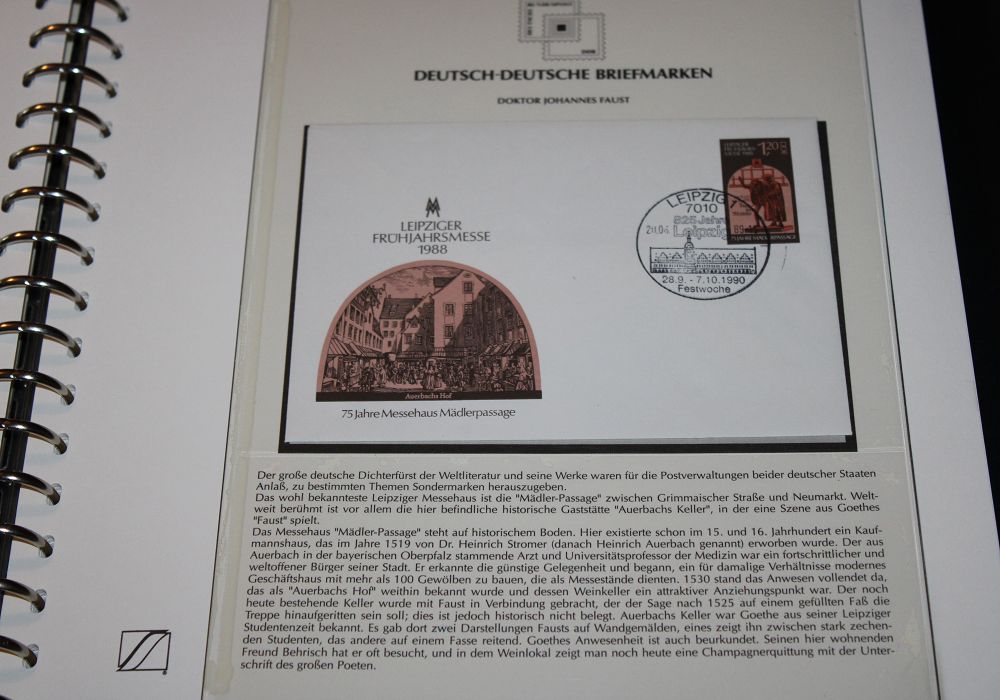 DDR
DEUTSCH-DEUTSCHE BRIEFMARKEN
DOKTOR JOHANNES FAUST
LEIPZIGER
FRÜHJAHRSMESSE
1988
Auerbachs Hof
75 Jahre Messehaus Mädlerpassage
LEIPZIGER
FRÜHJAHRS
MESSE 1988
1,20
75 JAHRE MÄDLERPASSAGE
LEIPZIG 1
7010
825 Jahre
Leipzig
28.9. - 7.10.1990
Festwoche
Der große deutsche Dichterfürst der Weltliteratur und seine Werke waren für die Postverwaltungen beider deutscher Staaten
Anlaß, zu bestimmten Themen Sondermarken herauszugeben.
Das wohl bekannteste Leipziger Messehaus ist die "Mädler-Passage" zwischen Grimmaischer Straße und Neumarkt. Welt-
weit berühmt ist vor allem die hier befindliche historische Gaststätte "Auerbachs Keller", in der eine Szene aus Goethes
"Faust" spielt.
Das Messehaus "Mädler-Passage" steht auf historischem Boden. Hier existierte schon im 15. und 16. Jahrhundert ein Kauf-
mannshaus, das im Jahre 1519 von Dr. Heinrich Stromer (danach Heinrich Auerbach genannt) erworben wurde. Der aus
Auerbach in der bayerischen Oberpfalz stammende Arzt und Universitätsprofessor der Medizin war ein fortschrittlicher und
weltoffener Bürger seiner Stadt. Er erkannte die günstige Gelegenheit und begann, ein für damalige Verhältnisse modernes
Geschäftshaus mit mehr als 100 Gewölben zu bauen, die als Messestände dienten. 1530 stand das Anwesen vollendet da,
das als "Auerbachs Hof" weithin bekannt wurde und dessen Weinkeller ein attraktiver Anziehungspunkt war. Der noch
heute bestehende Keller wurde mit Faust in Verbindung gebracht, der der Sage nach 1525 auf einem gefüllten Faß die
Treppe hinaufgeritten sein soll; dies ist jedoch historisch nicht belegt. Auerbachs Keller war Goethe aus seiner Leipziger
Studentenzeit bekannt. Es gab dort zwei Darstellungen Fausts auf Wandgemälden, eines zeigt ihn zwischen stark zechen-
den Studenten, das andere auf einem Fasse reitend. Goethes Anwesenheit ist auch beurkundet. Seinen hier wohnenden
Freund Behrisch hat er oft besucht, und in dem Weinlokal zeigt man noch heute eine Champagnerquittung mit der Unter-
schrift des großen Poeten.